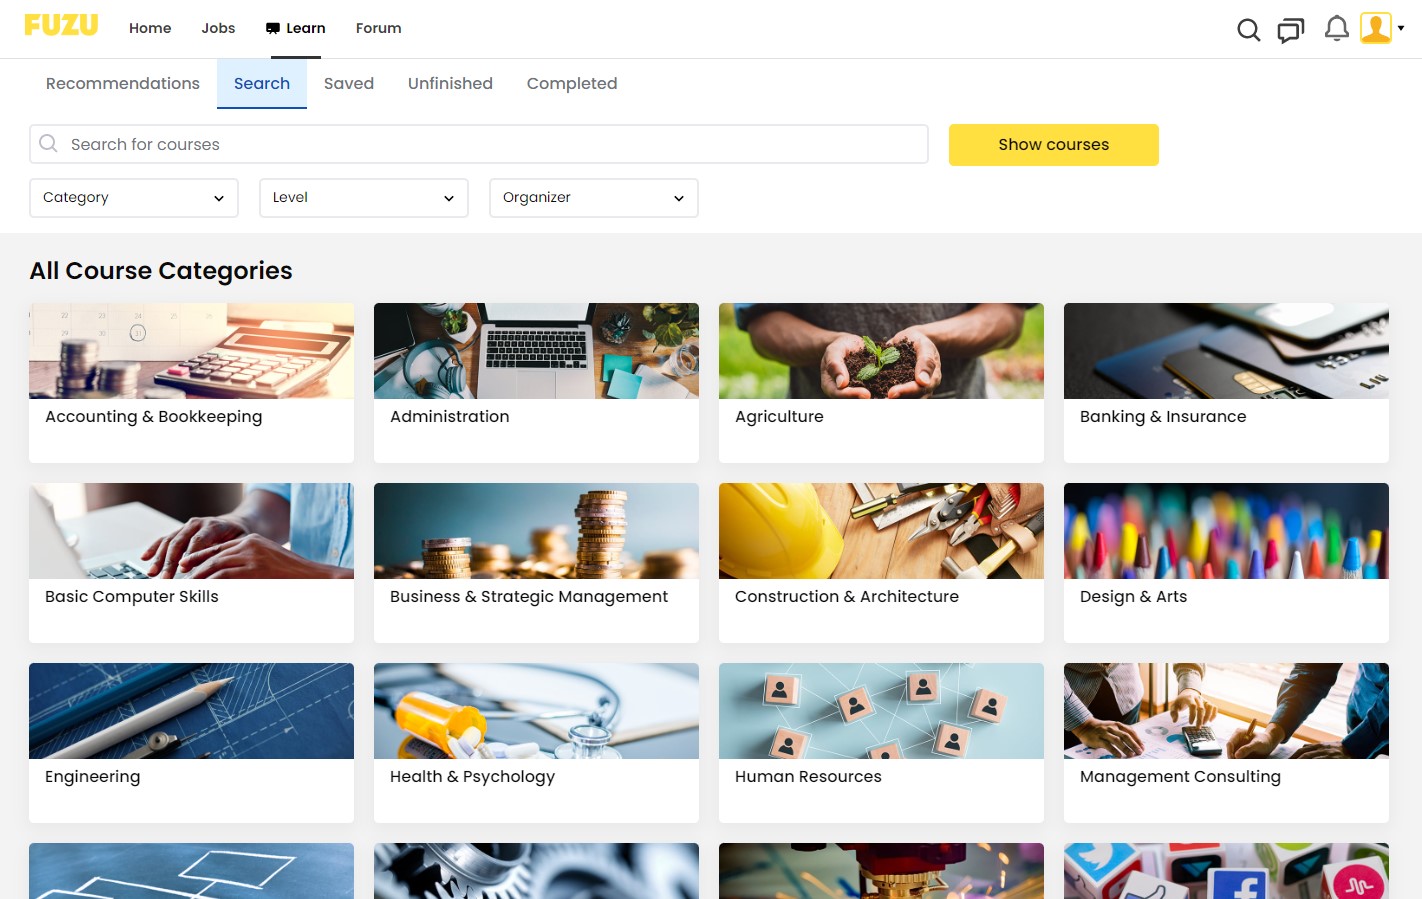 FUZU
Home
Jobs
Learn
Forum
Recommendations
Search
Saved
Unfinished
Completed
Search for courses
Show courses
Category
Level
Organizer
All Course Categories
Accounting & Bookkeeping
Administration
Agriculture
Banking & Insurance
Basic Computer Skills
Business & Strategic Management
Construction & Architecture
Design & Arts
Engineering
Health & Psychology
Human Resources
Management Consulting